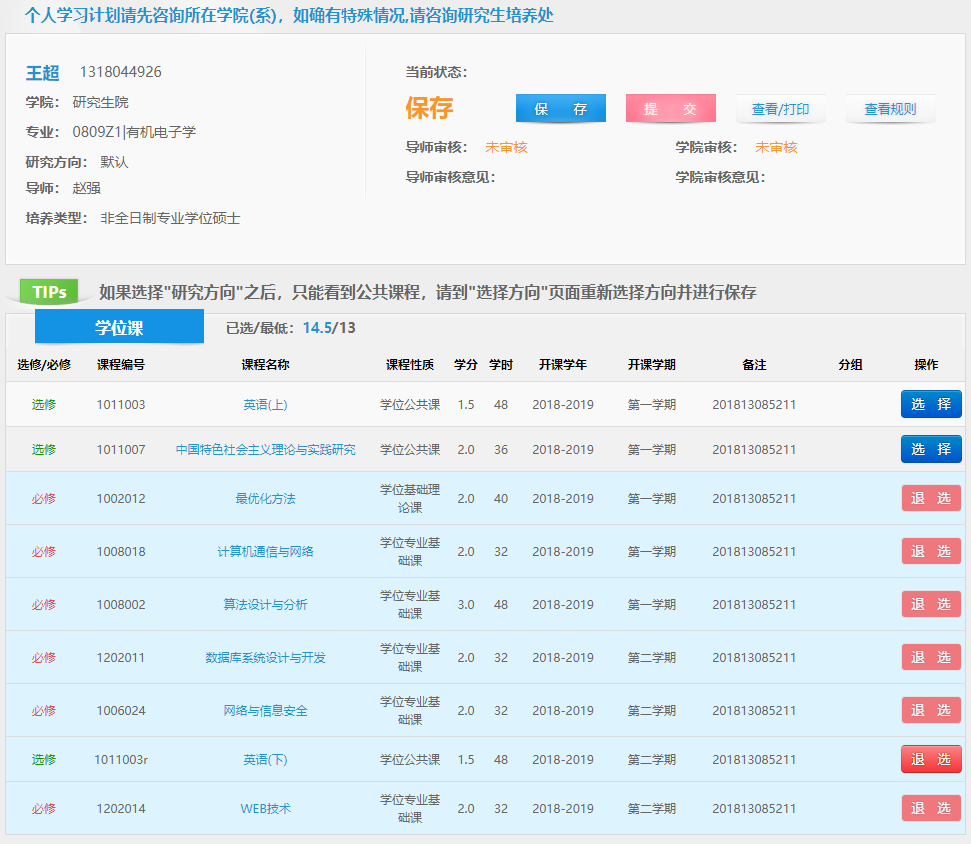 个人学习计划请先咨询所在学院(系)，如确有特殊情况,请咨询研究生培养处
王超 1318044926
学院： 研究生院
专业： 0809Z1|有机电子学
研究方向： 默认
导师： 赵强
培养类型： 非全日制专业学位硕士
当前状态：
保存 保 存 提 交 查看/打印 查看规则
导师审核： 未审核 学院审核： 未审核
导师审核意见： 学院审核意见：
TIPs 如果选择"研究方向"之后，只能看到公共课程，请到"选择方向"页面重新选择方向并进行保存
学位课 已选/最低：14.5/13
选修/必修 课程编号 课程名称 课程性质 学分 学时 开课学年 开课学期 备注 分组 操作
选修 1011003 英语(上) 学位公共课 1.5 48 2018-2019 第一学期 201813085211 选 择
选修 1011007 中国特色社会主义理论与实践研究 学位公共课 2.0 36 2018-2019 第一学期 201813085211 选 择
必修 1002012 最优化方法 学位基础理论课 2.0 40 2018-2019 第一学期 201813085211 退 选
必修 1008018 计算机通信与网络 学位专业基础课 2.0 32 2018-2019 第一学期 201813085211 退 选
必修 1008002 算法设计与分析 学位专业基础课 3.0 48 2018-2019 第一学期 201813085211 退 选
必修 1202011 数据库系统设计与开发 学位专业基础课 2.0 32 2018-2019 第二学期 201813085211 退 选
必修 1006024 网络与信息安全 学位专业基础课 2.0 32 2018-2019 第二学期 201813085211 退 选
选修 1011003r 英语(下) 学位公共课 1.5 48 2018-2019 第二学期 201813085211 退 选
必修 1202014 WEB技术 学位专业基础课 2.0 32 2018-2019 第二学期 201813085211 退 选